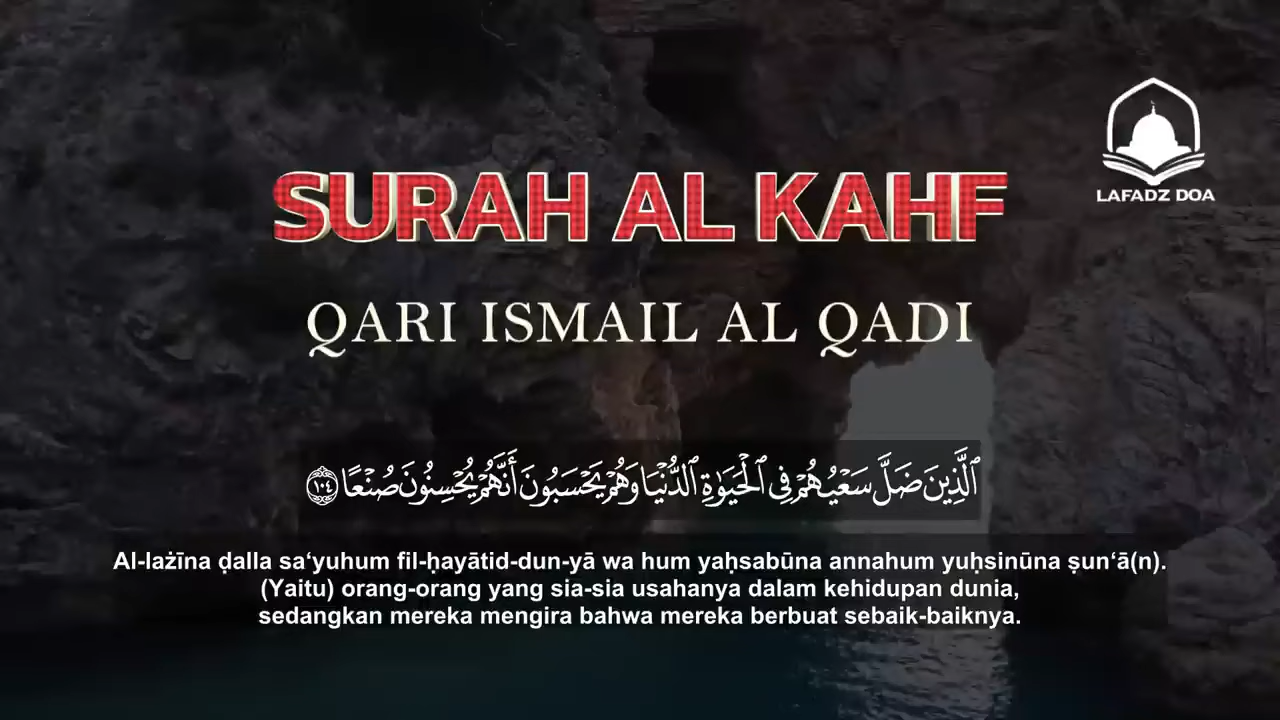 LAFADZ DOA
SURAH AL KAHF
QARI ISMAIL AL QADI
ٱلَّذِينَ ضَلَّ سَعْيُهُمْ فِى ٱلْحَيَوٰةِ ٱلدُّنْيَا وَهُمْ يَحْسَبُونَ أَنَّهُمْ يُحْسِنُونَ صُنْعًا ١٠٤
Al-lażīna ḍalla sa‘yuhum fil-ḥayātid-dun-yā wa hum yaḥsabūna annahum yuḥsinūna ṣun‘ā(n).
(Yaitu) orang-orang yang sia-sia usahanya dalam kehidupan dunia,
sedangkan mereka mengira bahwa mereka berbuat sebaik-baiknya.